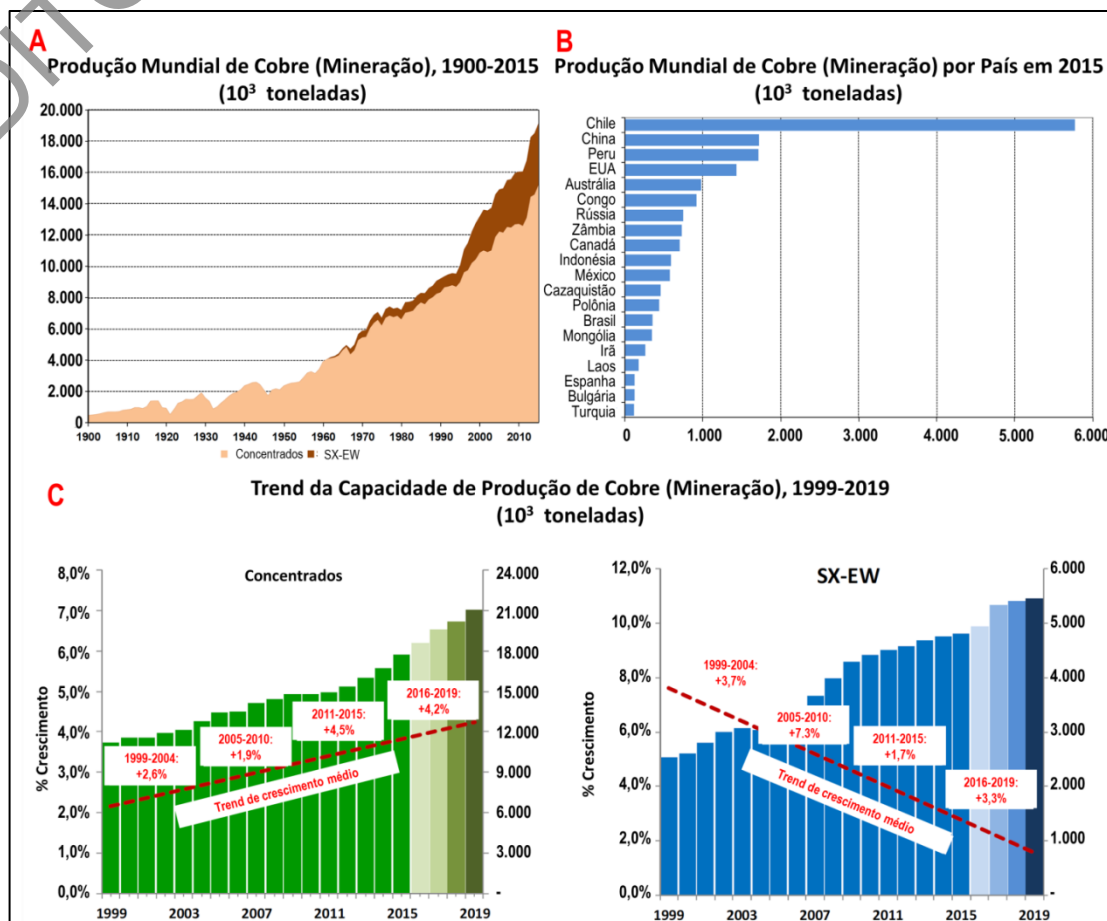 DITO
A
Produção Mundial de Cobre (Mineração), 1900-2015
(10³ toneladas)
20.000
18.000
16.000
14.000
12.000
10.000
8.000
6.000
4.000
2.000
0
1900 1910 1920 1930 1940 1950 1960 1970 1980 1990 2000 2010
Concentrados SX-EW
B
Produção Mundial de Cobre (Mineração) por País em 2015
(10³ toneladas)
Chile
China
Peru
EUA
Austrália
Congo
Rússia
Zâmbia
Canadá
Indonésia
México
Cazaquistão
Polônia
Brasil
Mongólia
Irã
Laos
Espanha
Bulgária
Turquia
0 1.000 2.000 3.000 4.000 5.000 6.000
C
Trend da Capacidade de Produção de Cobre (Mineração), 1999-2019
(10³ toneladas)
Concentrados
% Crescimento
8,0%
7,0%
6,0%
5,0%
4,0%
3,0%
2,0%
1,0%
0,0%
24.000
21.000
18.000
15.000
12.000
9.000
6.000
3.000
-
1999-2004:
+2,6%
2005-2010:
+1,9%
2011-2015:
+4,5%
2016-2019:
+4,2%
Trend de crescimento médio
1999 2003 2007 2011 2015 2019
SX-EW
% Crescimento
12,0%
10,0%
8,0%
6,0%
4,0%
2,0%
0,0%
6.000
5.000
4.000
3.000
2.000
1.000
-
1999-2004:
+3,7%
2005-2010:
+7.3%
2011-2015:
+1,7%
2016-2019:
+3,3%
Trend de crescimento médio
1999 2003 2007 2011 2015 2019